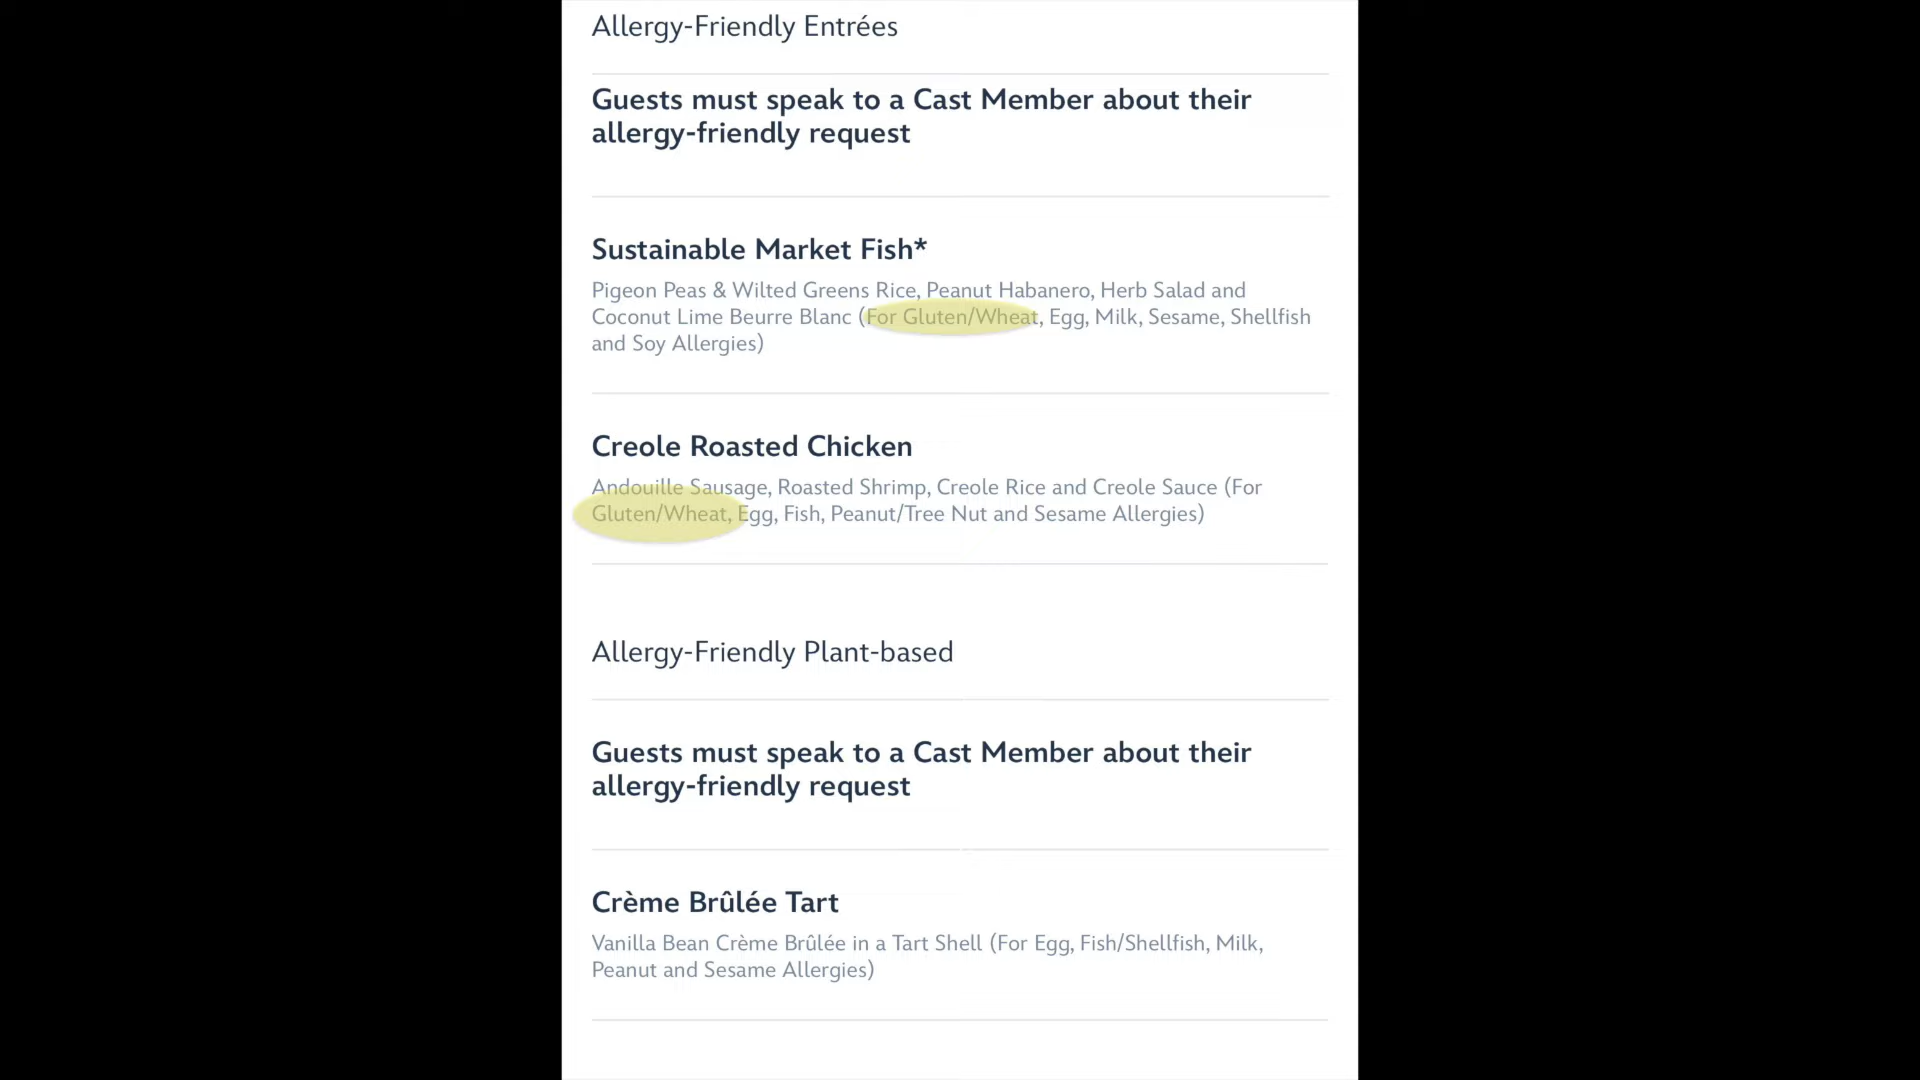 Allergy-Friendly Entrées
Guests must speak to a Cast Member about their
allergy-friendly request
Sustainable Market Fish*
Pigeon Peas & Wilted Greens Rice, Peanut Habanero, Herb Salad and
Coconut Lime Beurre Blanc (For Gluten/Wheat, Egg, Milk, Sesame, Shellfish
and Soy Allergies)
Creole Roasted Chicken
Andouille Sausage, Roasted Shrimp, Creole Rice and Creole Sauce (For
Gluten/Wheat, Egg, Fish, Peanut/Tree Nut and Sesame Allergies)
Allergy-Friendly Plant-based
Guests must speak to a Cast Member about their
allergy-friendly request
Crème Brûlée Tart
Vanilla Bean Crème Brûlée in a Tart Shell (For Egg, Fish/Shellfish, Milk,
Peanut and Sesame Allergies)